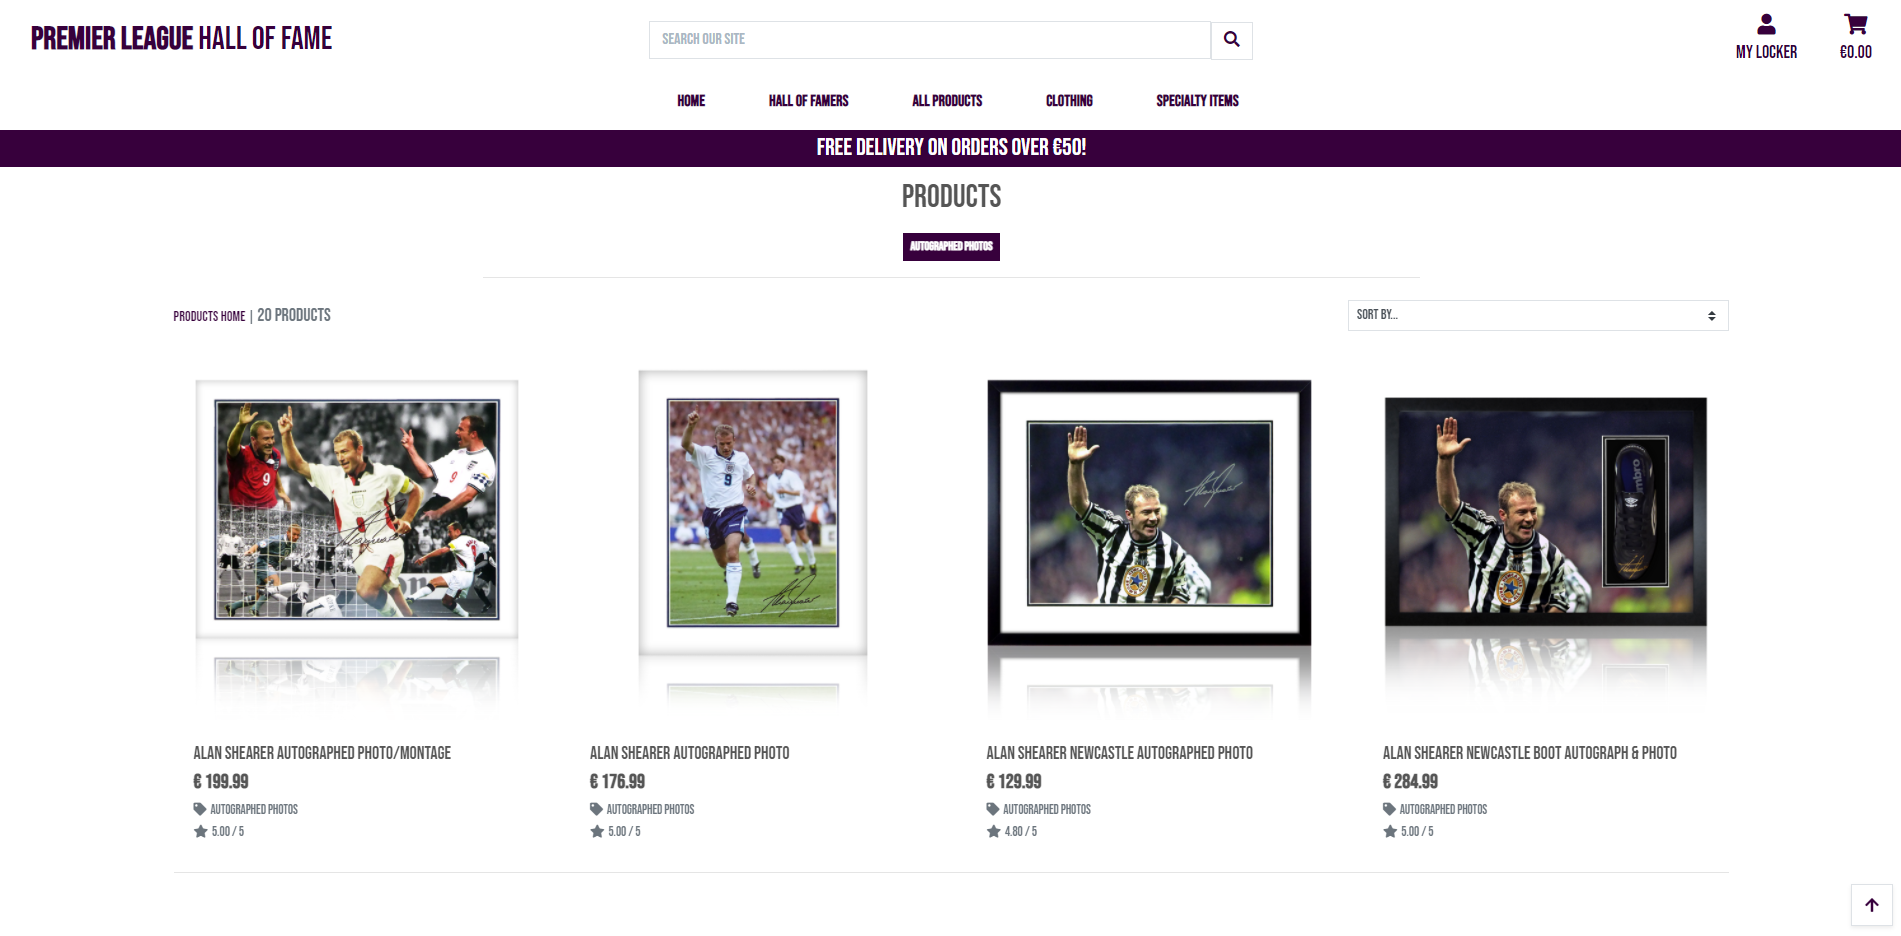 PREMIER LEAGUE HALL OF FAME
SEARCH OUR SITE
MY LOCKER
€0.00
HOME
HALL OF FAMERS
ALL PRODUCTS
CLOTHING
SPECIALTY ITEMS
FREE DELIVERY ON ORDERS OVER €50!
PRODUCTS
AUTOGRAPHED PHOTOS
PRODUCTS HOME | 20 PRODUCTS
SORT BY...
9
9
9
umbro
ALAN SHEARER AUTOGRAPHED PHOTO/MONTAGE
€ 199.99
AUTOGRAPHED PHOTOS
5.00 / 5
ALAN SHEARER AUTOGRAPHED PHOTO
€ 176.99
AUTOGRAPHED PHOTOS
5.00 / 5
ALAN SHEARER NEWCASTLE AUTOGRAPHED PHOTO
€ 129.99
AUTOGRAPHED PHOTOS
4.80 / 5
ALAN SHEARER NEWCASTLE BOOT AUTOGRAPH & PHOTO
€ 284.99
AUTOGRAPHED PHOTOS
5.00 / 5